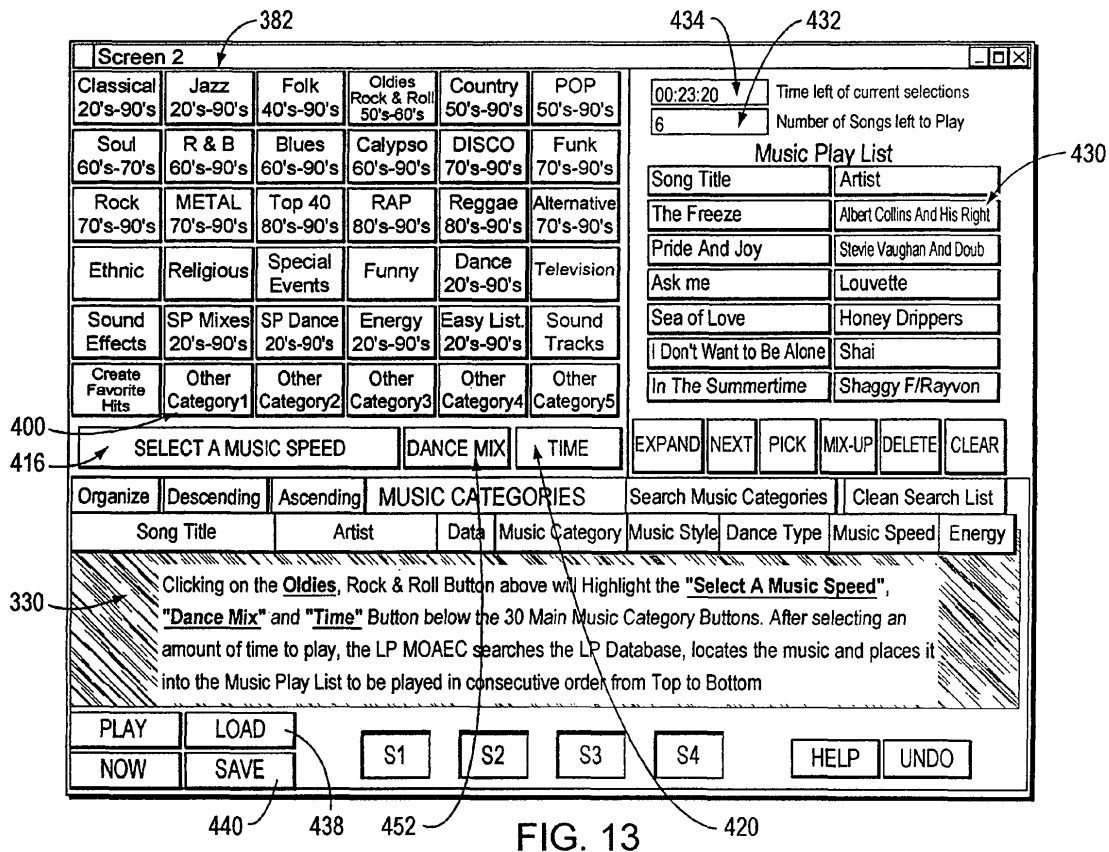 434
432
382
Screen 2
Classical 20's-90's
Jazz 20's-90's
Folk 40's-90's
Oldies Rock & Roll 50's-60's
Country 50's-90's
POP 50's-90's
Soul 60's-70's
R & B 60's-90's
Blues 60's-90's
Calypso 60's-90's
DISCO 70's-90's
Funk 70's-90's
Rock 70's-90's
METAL 70's-90's
Top 40 80's-90's
RAP 80's-90's
Reggae 80's-90's
Alternative 70's-90's
Ethnic
Religious
Special Events
Funny
Dance 20's-90's
Television
Sound Effects
SP Mixes 20's-90's
SP Dance 20's-90's
Energy 20's-90's
Easy List. 20's-90's
Sound Tracks
Create Favorite Hits
Other Category1
Other Category2
Other Category3
Other Category4
Other Category5
00:23:20 Time left of current selections
6 Number of Songs left to Play
Music Play List
430
Song Title Artist
The Freeze Albert Collins And His Right
Pride And Joy Stevie Vaughan And Doub
Ask me Louvette
Sea of Love Honey Drippers
I Don't Want to Be Alone Shai
In The Summertime Shaggy F/Rayvon
400
416
SELECT A MUSIC SPEED DANCE MIX TIME
EXPAND NEXT PICK MIX-UP DELETE CLEAR
Organize Descending Ascending MUSIC CATEGORIES Search Music Categories Clean Search List
Song Title Artist Data Music Category Music Style Dance Type Music Speed Energy
330
Clicking on the Oldies, Rock & Roll Button above will Highlight the "Select A Music Speed",
"Dance Mix" and "Time" Button below the 30 Main Music Category Buttons. After selecting an
amount of time to play, the LP MOAEC searches the LP Database, locates the music and places it
into the Music Play List to be played in consecutive order from Top to Bottom
PLAY LOAD
NOW SAVE
S1 S2 S3 S4
HELP UNDO
440 438 452 420
FIG. 13